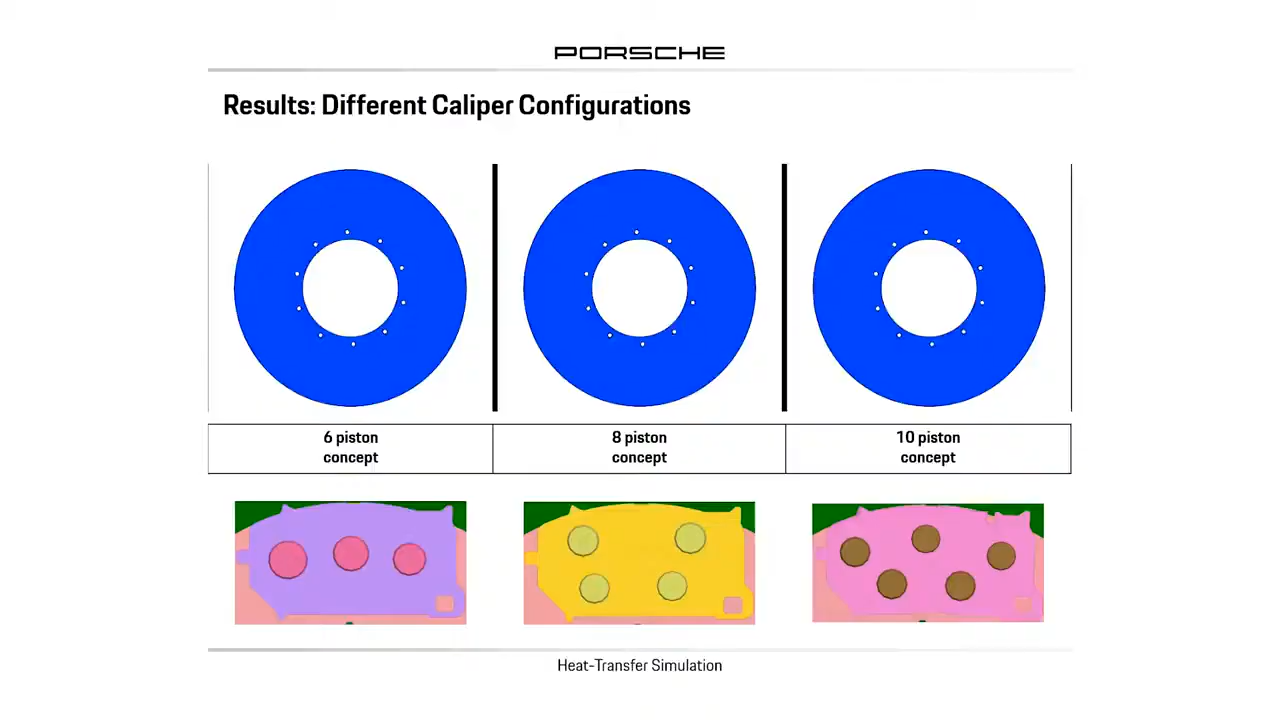 PORSCHE
Results: Different Caliper Configurations
6 piston
concept
8 piston
concept
10 piston
concept
Heat-Transfer Simulation